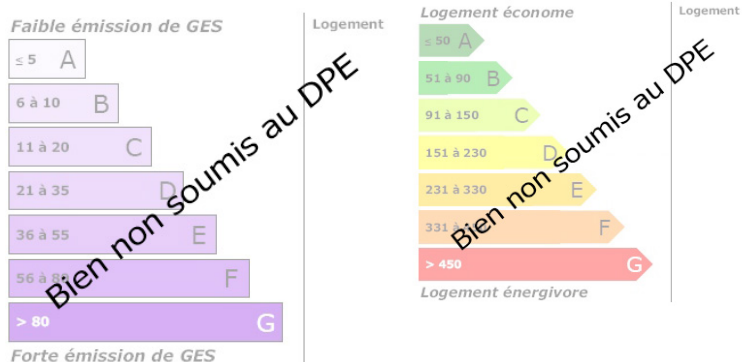 Faible émission de GES
Logement
≤ 5 A
6 à 10 B
11 à 20 C
21 à 35 D
36 à 55 E
56 à 80 F
> 80 G
Forte émission de GES
Bien non soumis au DPE
Logement économe
Logement
≤ 50 A
51 à 90 B
91 à 150 C
151 à 230 D
231 à 330 E
331 à F
> 450 G
Logement énergivore
Bien non soumis au DPE